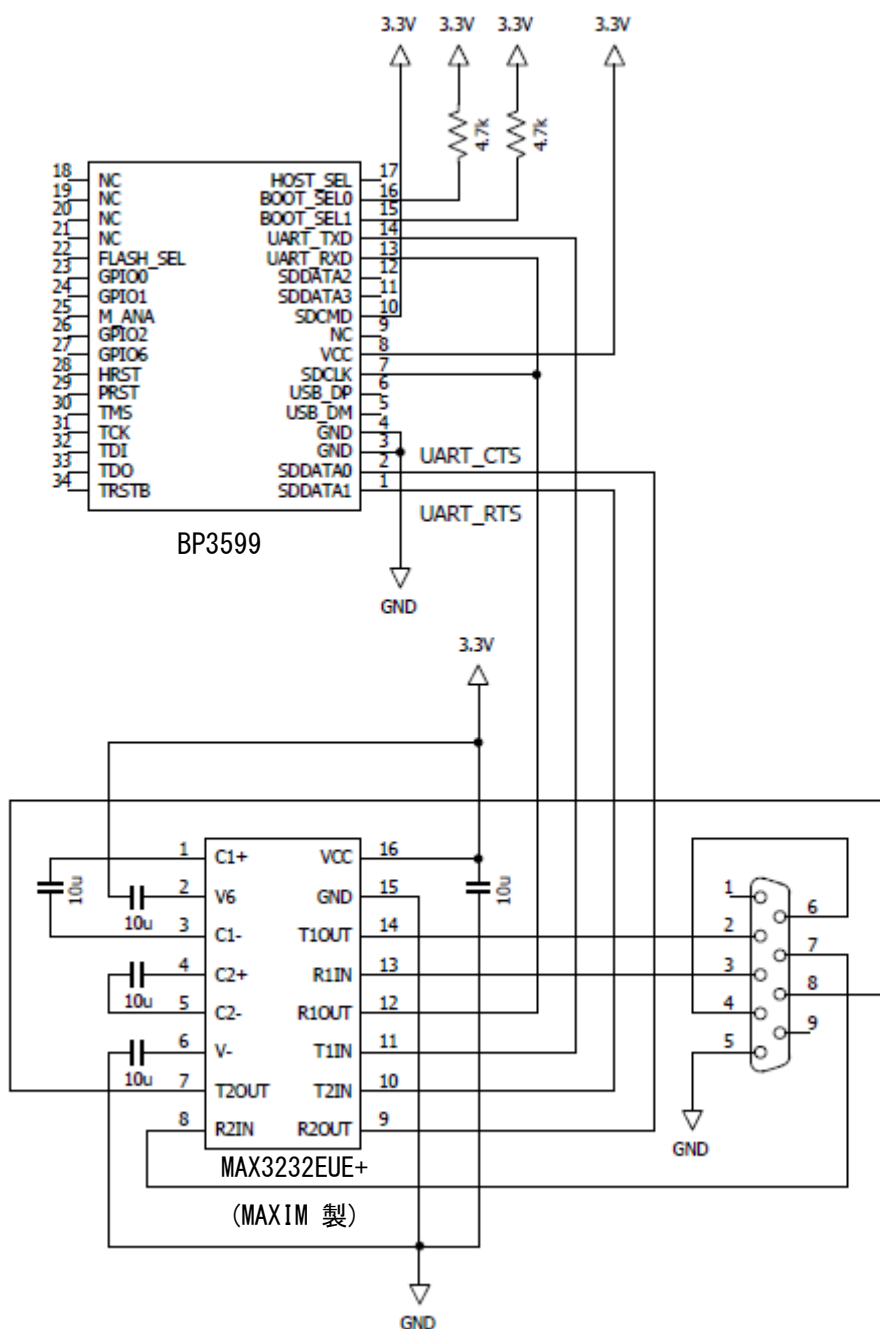 3.3V 3.3V 3.3V 3.3V
4.7k 4.7k
18 NC HOST_SEL 17
19 NC BOOT_SEL0 16
20 NC BOOT_SEL1 15
21 NC UART_TXD 14
22 FLASH_SEL UART_RXD 13
23 GPIO0 SDDATA2 12
24 GPIO1 SDDATA3 11
25 M_ANA SDCMD 10
26 GPIO2 NC 9
27 GPIO6 VCC 8
28 HRST SDCLK 7
29 PRST USB_DP 6
30 TMS USB_DM 5
31 TCK GND 4
32 TDI GND 3
33 TDO SDDATA0 2
34 TRSTB SDDATA1 1
UART_CTS
UART_RTS
BP3599
GND
3.3V
1 C1+ VCC 16
2 V6 GND 15
3 C1- T1OUT 14
4 C2+ R1IN 13
5 C2- R1OUT 12
6 V- T1IN 11
7 T2OUT T2IN 10
8 R2IN R2OUT 9
10u
10u
10u
10u
10u
MAX3232EUE+
(MAXIM 製)
1
6
2
7
3
8
4
9
5
GND
GND